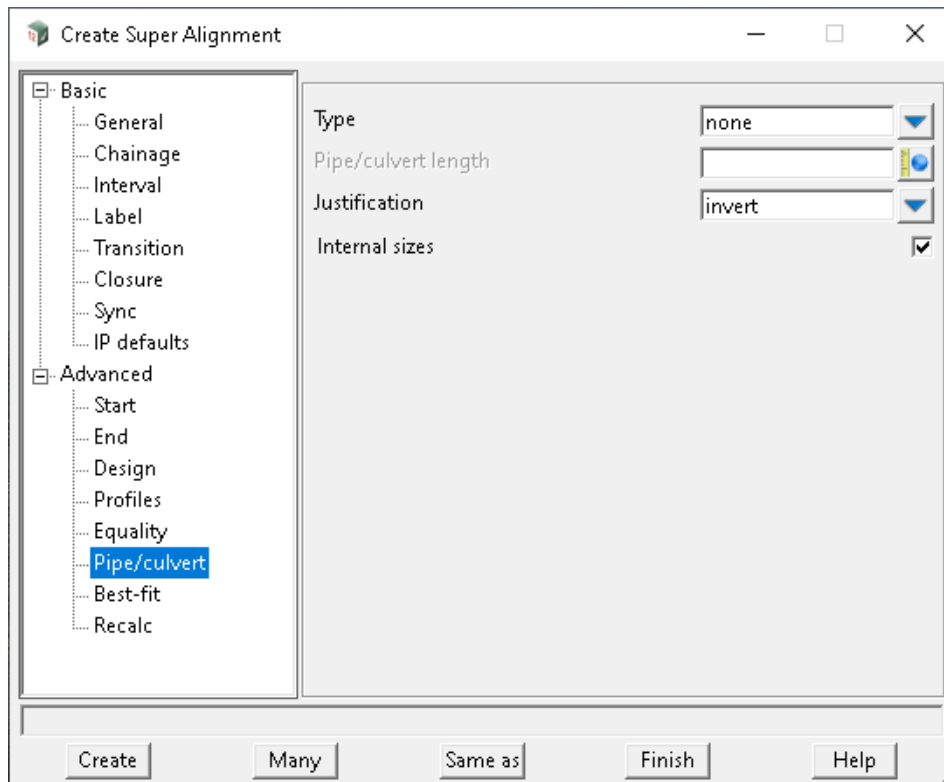 Create Super Alignment
Basic
General
Chainage
Interval
Label
Transition
Closure
Sync
IP defaults
Advanced
Start
End
Design
Profiles
Equality
Pipe/culvert
Best-fit
Recalc
Type none
Pipe/culvert length
Justification invert
Internal sizes
Create Many Same as Finish Help